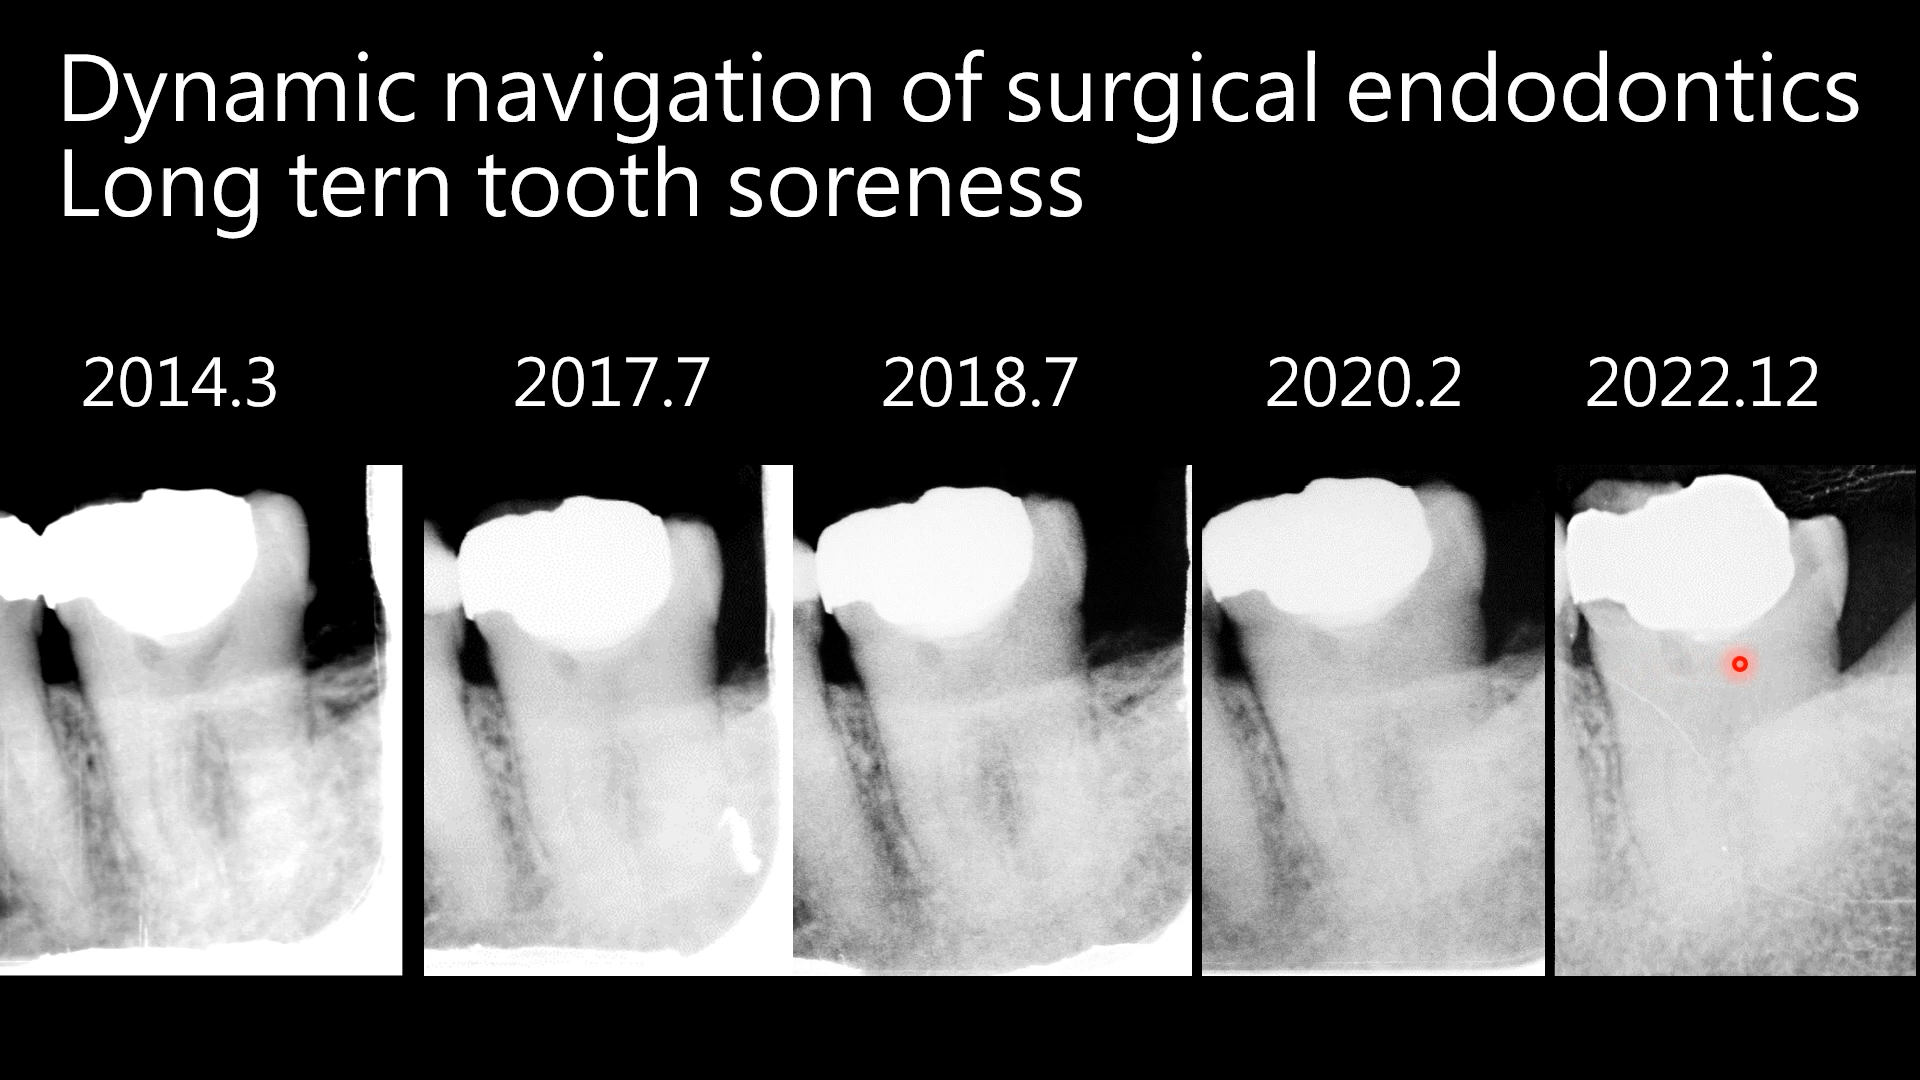 Dynamic navigation of surgical endodontics
Long tern tooth soreness
2014.3 2017.7 2018.7 2020.2 2022.12